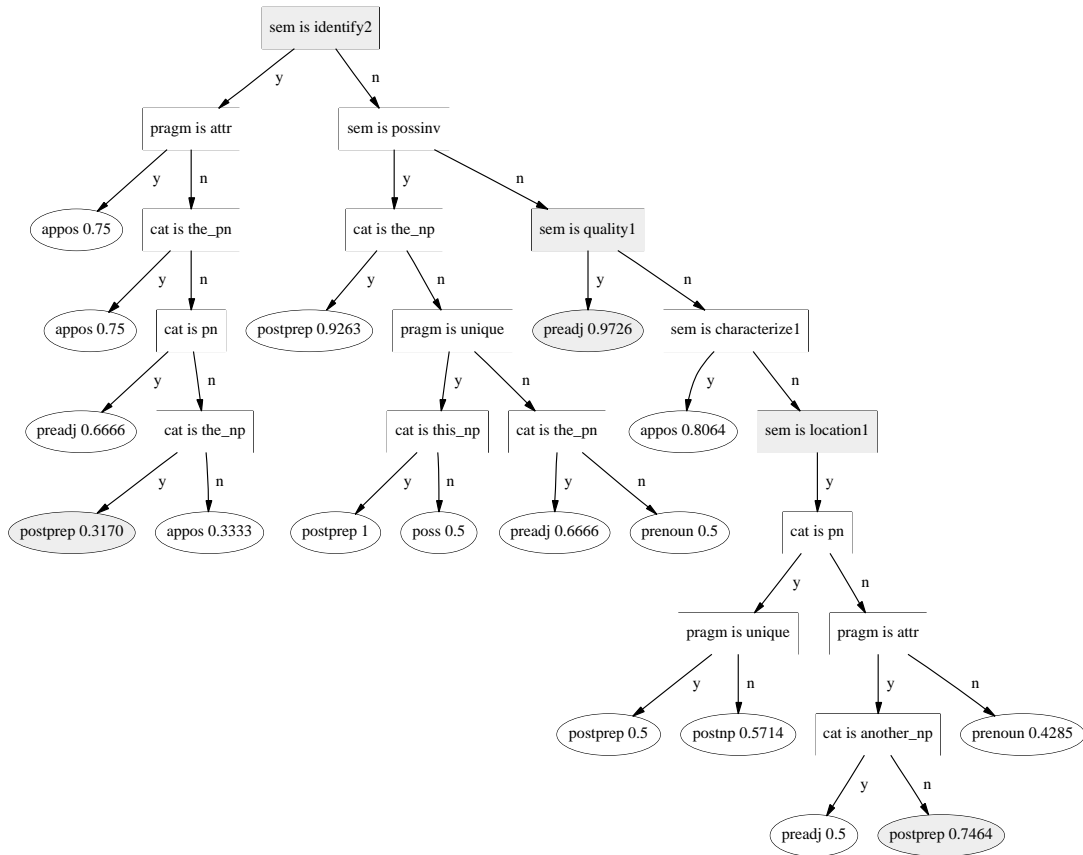 sem is identify2
y
n
pragm is attr
sem is possinv
y
n
y
n
appos 0.75
cat is the_pn
cat is the_np
sem is quality1
y
n
y
n
y
n
appos 0.75
cat is pn
postprep 0.9263
pragm is unique
preadj 0.9726
sem is characterize1
y
n
y
n
y
n
preadj 0.6666
cat is the_np
cat is this_np
cat is the_pn
appos 0.8064
sem is location1
y
n
y
n
y
n
y
postprep 0.3170
appos 0.3333
postprep 1
poss 0.5
preadj 0.6666
prenoun 0.5
cat is pn
y
n
pragm is unique
pragm is attr
y
n
y
n
postprep 0.5
postnp 0.5714
cat is another_np
prenoun 0.4285
y
n
preadj 0.5
postprep 0.7464